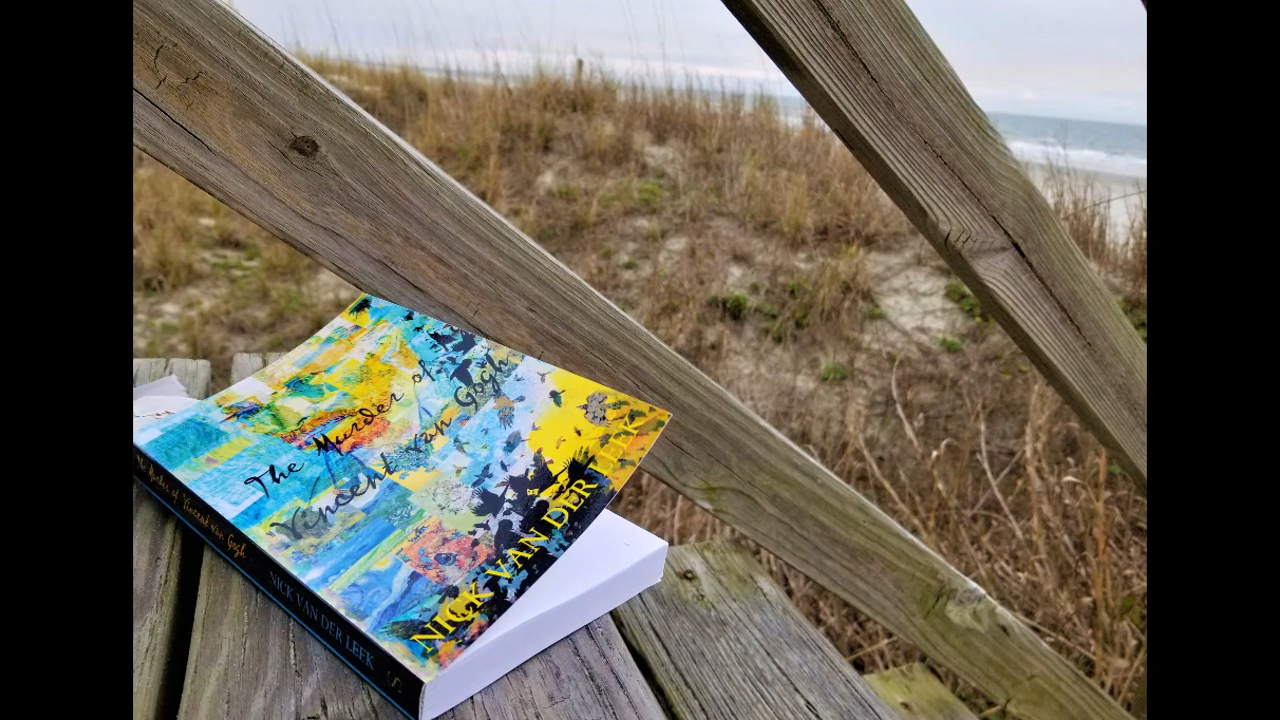 The Murder of
Vincent van Gogh
NICK VAN DER LEEK
The Murder of Vincent van Gogh
NICK VAN DER LEEK